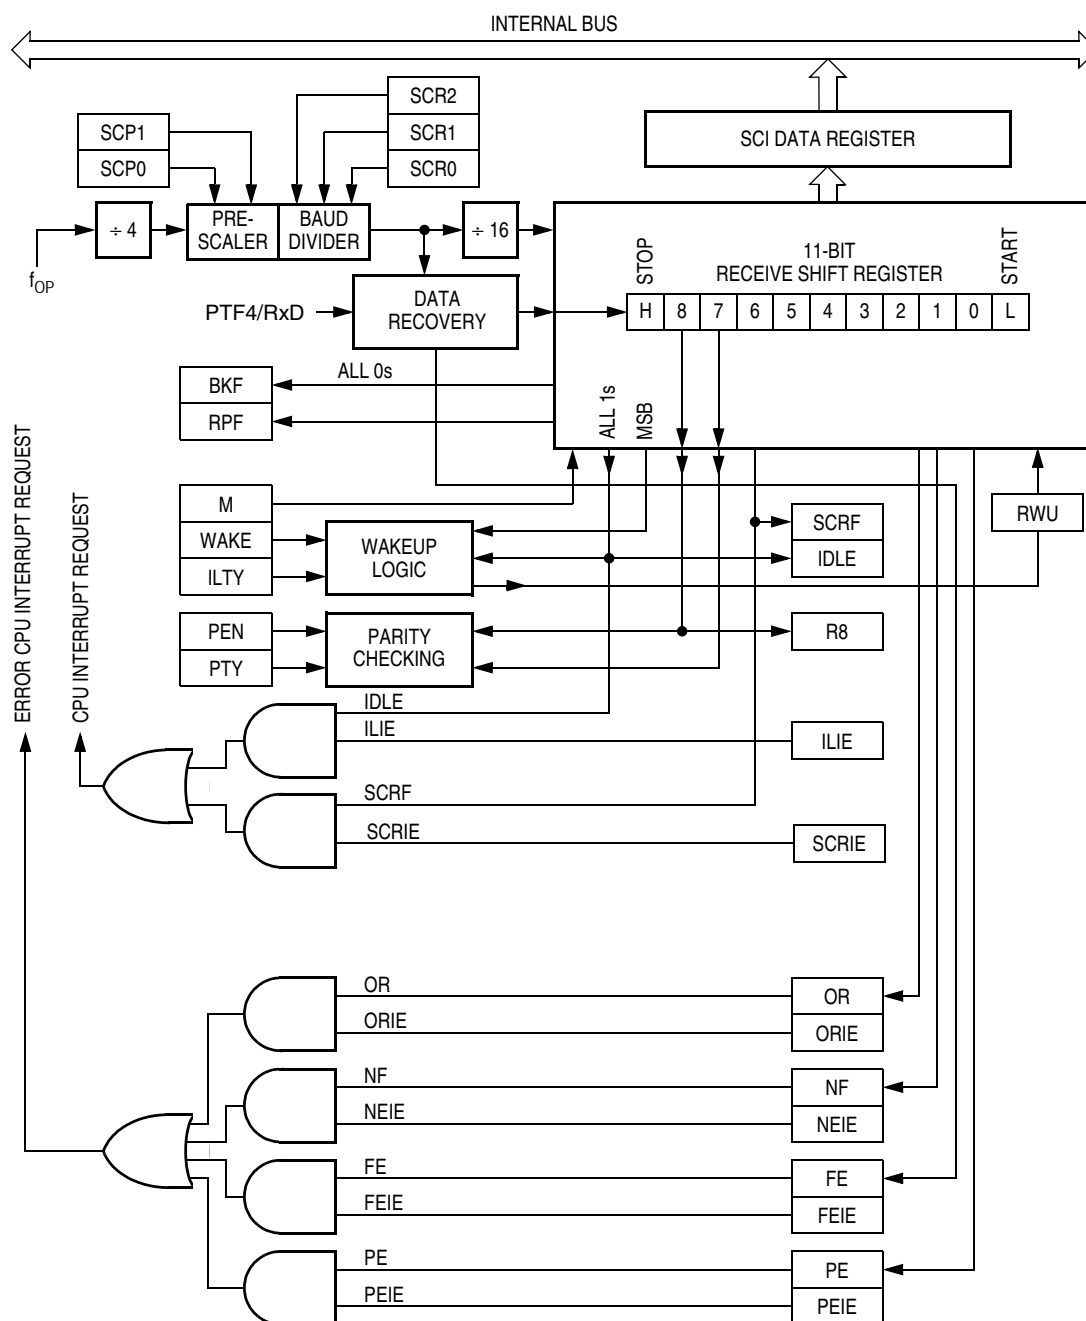 INTERNAL BUS
SCR2
SCR1
SCR0
SCP1
SCP0
SCI DATA REGISTER
÷ 4
PRE-
SCALER
BAUD
DIVIDER
÷ 16
fOP
STOP
11-BIT
RECEIVE SHIFT REGISTER
START
H 8 7 6 5 4 3 2 1 0 L
PTF4/RxD
DATA
RECOVERY
ALL 0s
BKF
RPF
ALL 1s
MSB
M
WAKE
ILTY
WAKEUP
LOGIC
SCRF
IDLE
RWU
PEN
PTY
PARITY
CHECKING
R8
ERROR CPU INTERRUPT REQUEST
CPU INTERRUPT REQUEST
IDLE
ILIE
ILIE
SCRF
SCRIE
SCRIE
OR
ORIE
OR
ORIE
NF
NEIE
NF
NEIE
FE
FEIE
FE
FEIE
PE
PEIE
PE
PEIE